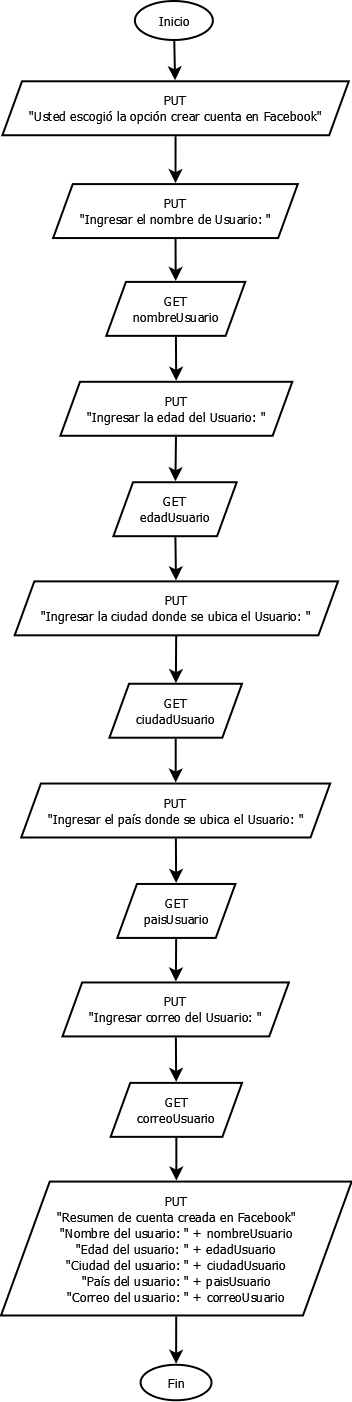 Inicio
PUT
"Usted escogió la opción crear cuenta en Facebook"
PUT
"Ingresar el nombre de Usuario: "
GET
nombreUsuario
PUT
"Ingresar la edad del Usuario: "
GET
edadUsuario
PUT
"Ingresar la ciudad donde se ubica el Usuario: "
GET
ciudadUsuario
PUT
"Ingresar el país donde se ubica el Usuario: "
GET
paisUsuario
PUT
"Ingresar correo del Usuario: "
GET
correoUsuario
PUT
"Resumen de cuenta creada en Facebook"
"Nombre del usuario: " + nombreUsuario
"Edad del usuario: " + edadUsuario
"Ciudad del usuario: " + ciudadUsuario
"País del usuario: " + paisUsuario
"Correo del usuario: " + correoUsuario
Fin